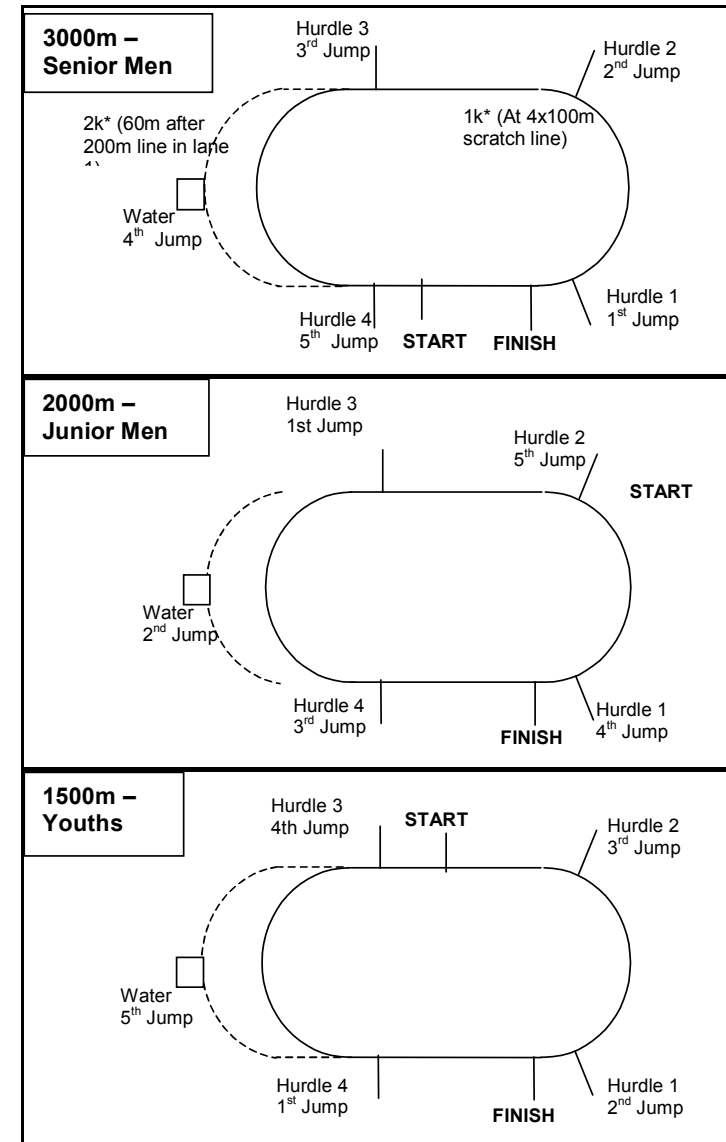 3000m –
Senior Men
Hurdle 3
3rd Jump
Hurdle 2
2nd Jump
2k* (60m after
200m line in lane
1)
1k* (At 4x100m
scratch line)
Water
4th Jump
Hurdle 4
5th Jump
START
FINISH
Hurdle 1
1st Jump
2000m –
Junior Men
Hurdle 3
1st Jump
Hurdle 2
5th Jump
START
Water
2nd Jump
Hurdle 4
3rd Jump
FINISH
Hurdle 1
4th Jump
1500m –
Youths
Hurdle 3
4th Jump
START
Hurdle 2
3rd Jump
Water
5th Jump
Hurdle 4
1st Jump
FINISH
Hurdle 1
2nd Jump